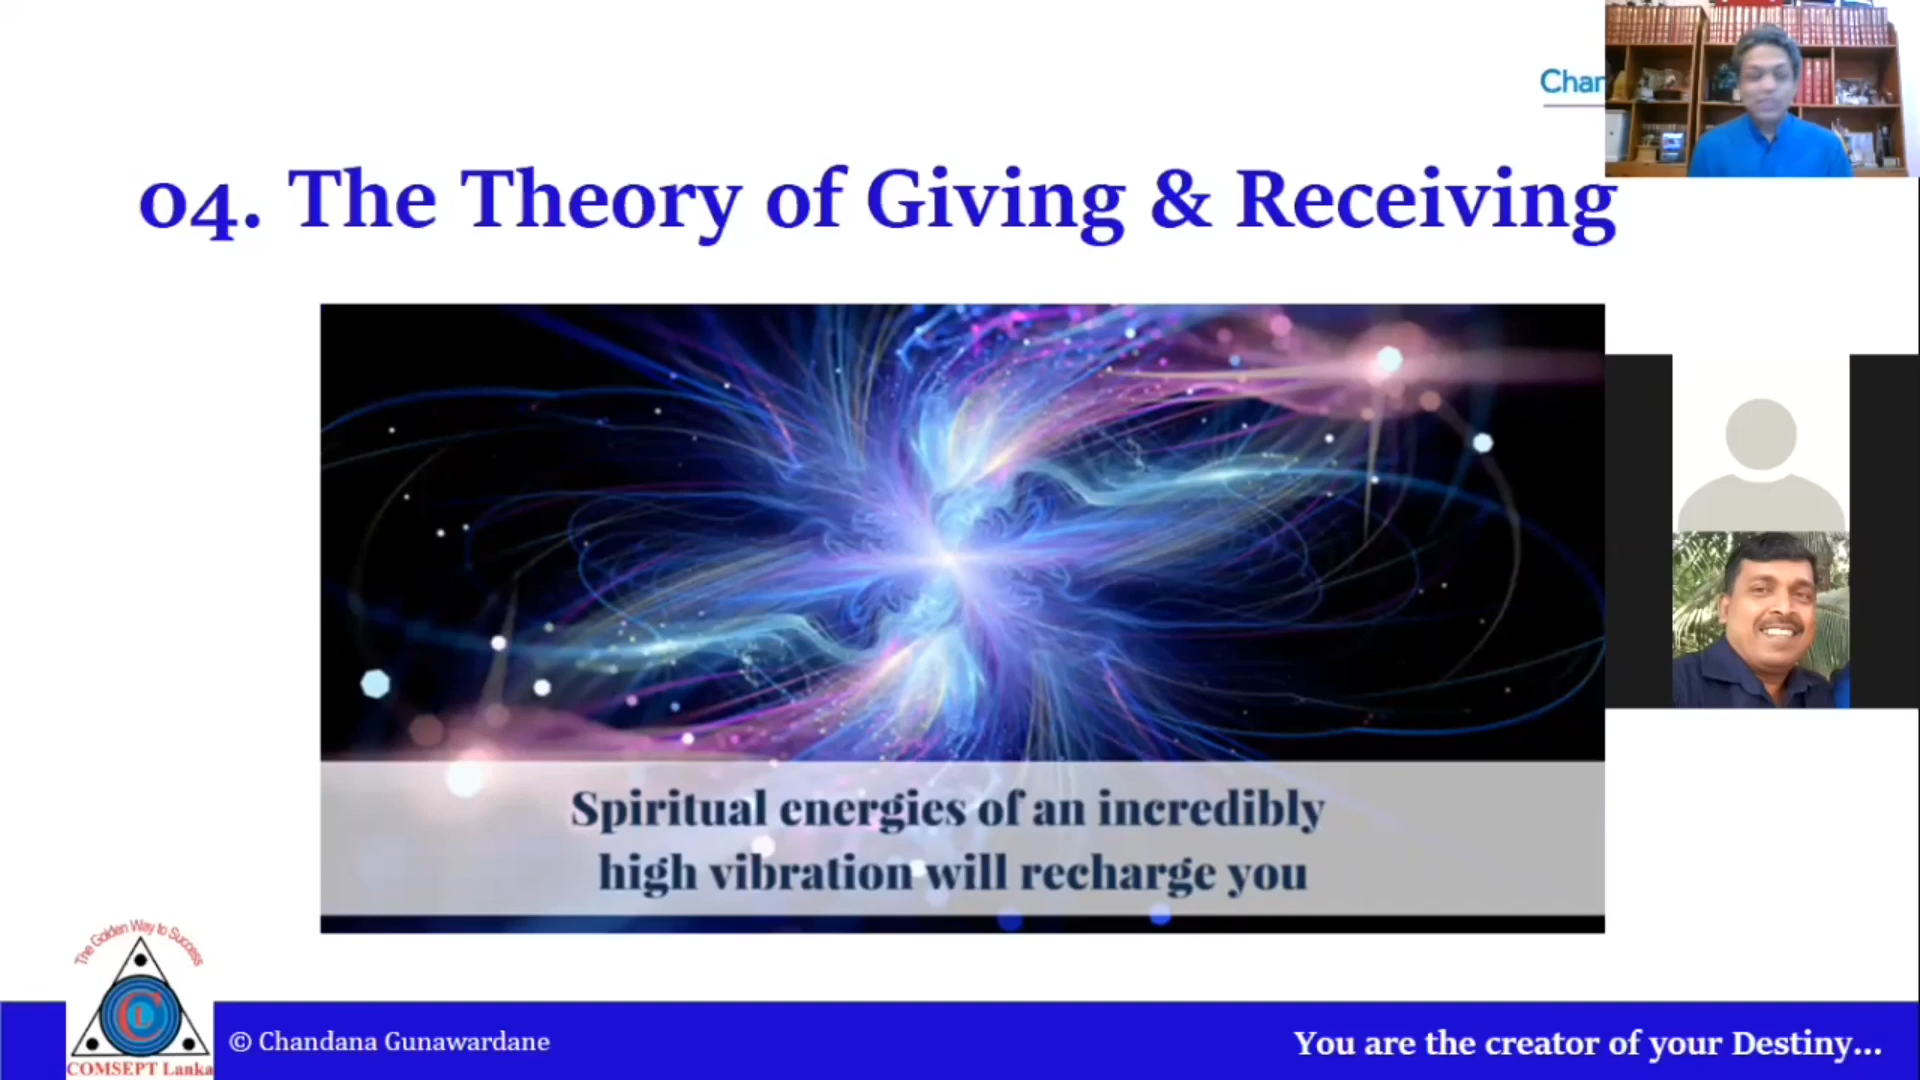 Chan
04. The Theory of Giving & Receiving
Spiritual energies of an incredibly
high vibration will recharge you
The Golden Way to Success
COMSEPT Lanka
© Chandana Gunawardane
You are the creator of your Destiny...